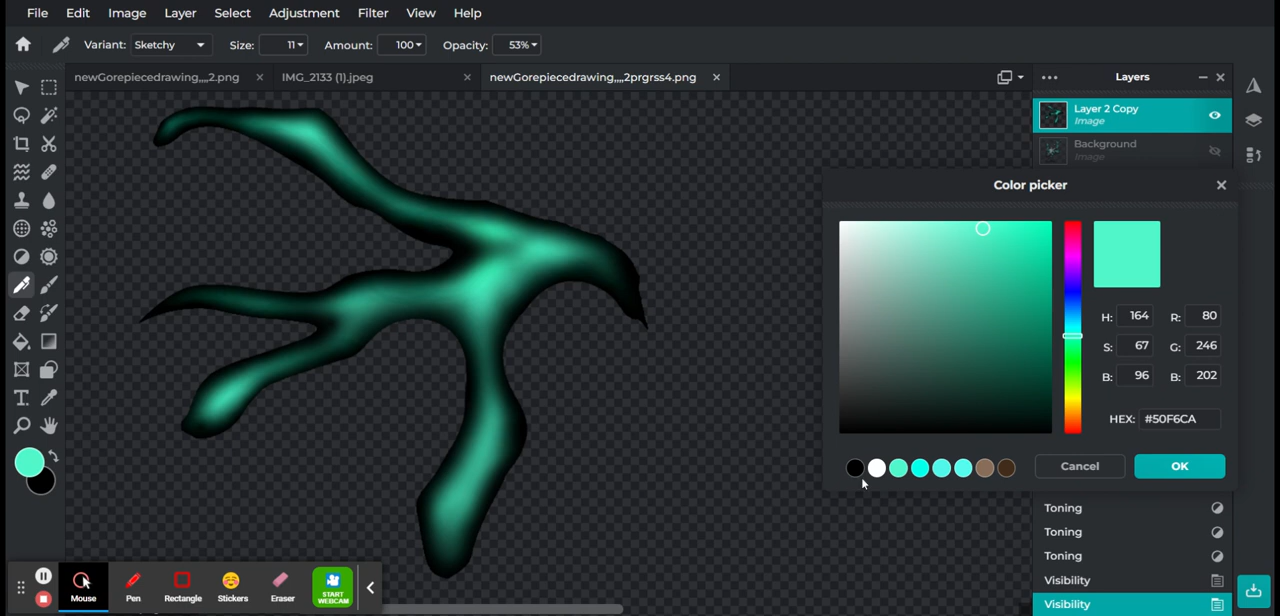 File Edit Image Layer Select Adjustment Filter View Help
Variant: Sketchy Size: 11 Amount: 100 Opacity: 53%
newGorepiecedrawing,,,,2.png × IMG_2133 (1).jpeg × newGorepiecedrawing,,,,2prgrss4.png ×
Layers
Layer 2 Copy
Image
Background
Image
Color picker
H: 164 R: 80
S: 67 G: 246
B: 96 B: 202
HEX: #50F6CA
Cancel OK
Toning
Toning
Toning
Visibility
Visibility
Mouse Pen Rectangle Stickers Eraser START
WEBCAM